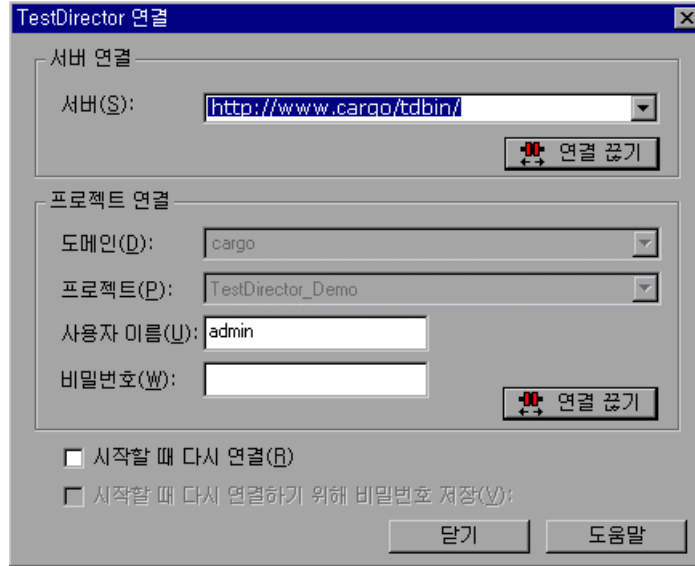 TestDirector 연결
서버 연결
서버(S): http://www.cargo/tdbin/
연결 끊기
프로젝트 연결
도메인(D): cargo
프로젝트(P): TestDirector_Demo
사용자 이름(U): admin
비밀번호(W):
연결 끊기
시작할 때 다시 연결(R)
시작할 때 다시 연결하기 위해 비밀번호 저장(V):
닫기 도움말